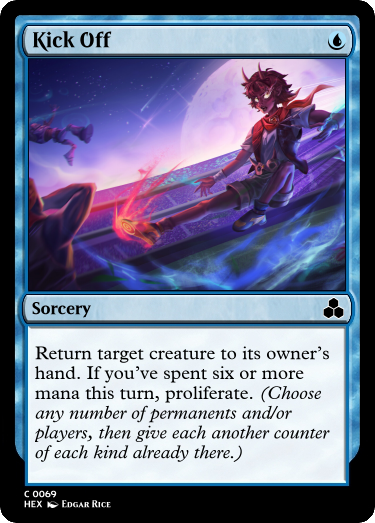 Kick Off
Sorcery
Return target creature to its owner's
hand. If you've spent six or more
mana this turn, proliferate. (Choose
any number of permanents and/or
players, then give each another counter
of each kind already there.)
C 0069
HEX Edgar Rice